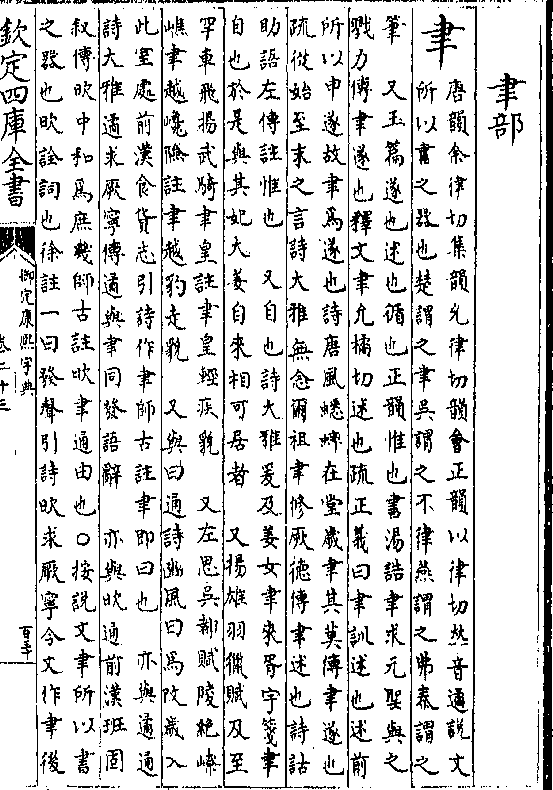 聿部
聿
唐韻余律切集韻允律切韻會正韻以律切𠀤音遹說文
所以書之器也楚謂之聿吳謂之不律燕謂之弗秦謂之
筆 又玉篇遂也述也循也正韻惟也書湯誥聿求元聖與之
戮力傳聿遂也釋文聿允橘切述也疏正義曰聿訓述也述前
所以申遂故聿為遂也詩唐風蟋蟀在堂歲聿其莫傳聿遂也
疏從始至末之言詩大雅無念爾祖聿修厥德傳聿述也詩詁
助語左傳註惟也 又自也詩大雅爰及姜女聿來胥宇箋聿
自也於是與其妃大姜自來相可居者 又揚雄羽獵賦及至
罕車飛揚武騎聿皇註聿皇輕疾貌 又左思吳都賦陵絶嶚
嶕聿越巉險註聿越豹走貌 又與曰通詩豳風曰為改歲入
此室處前漢食貨志引詩作聿師古註聿即曰也 亦與遹通
詩大雅遹求厥寧傳遹與聿同發語辭 亦與欥通前漢班固
叙傳欥中和為庶幾師古註欥聿通由也○按說文聿所以書
之器也欥詮詞也徐註一曰發聲引詩欥求厥寧今文作聿後
欽定四庫全書
御定康熙字典
卷二十三